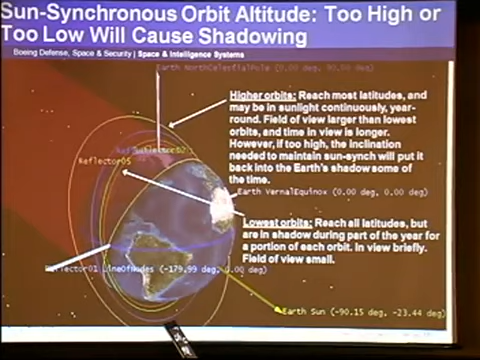 Sun-Synchronous Orbit Altitude: Too High or
Too Low Will Cause Shadowing
Boeing Defense, Space & Security | Space & Intelligence Systems
Earth NorthCelestialPole (0.00 deg, 90.00 deg)
Higher orbits: Reach most latitudes, and
may be in sunlight continuously, year-
round. Field of view larger than lowest
orbits, and time in view is longer.
However, if too high, the inclination
needed to maintain sun-synch will put it
back into the Earth's shadow some of
the time.
Reflector05
Earth VernalEquinox (0.00 deg, 0.00 deg)
Lowest orbits: Reach all latitudes, but
are in shadow during part of the year for
a portion of each orbit. In view briefly.
Field of view small.
Reflector01 LineOfNodes (-179.99 deg, 0.00 deg)
Earth Sun (-90.15 deg, -23.44 deg)